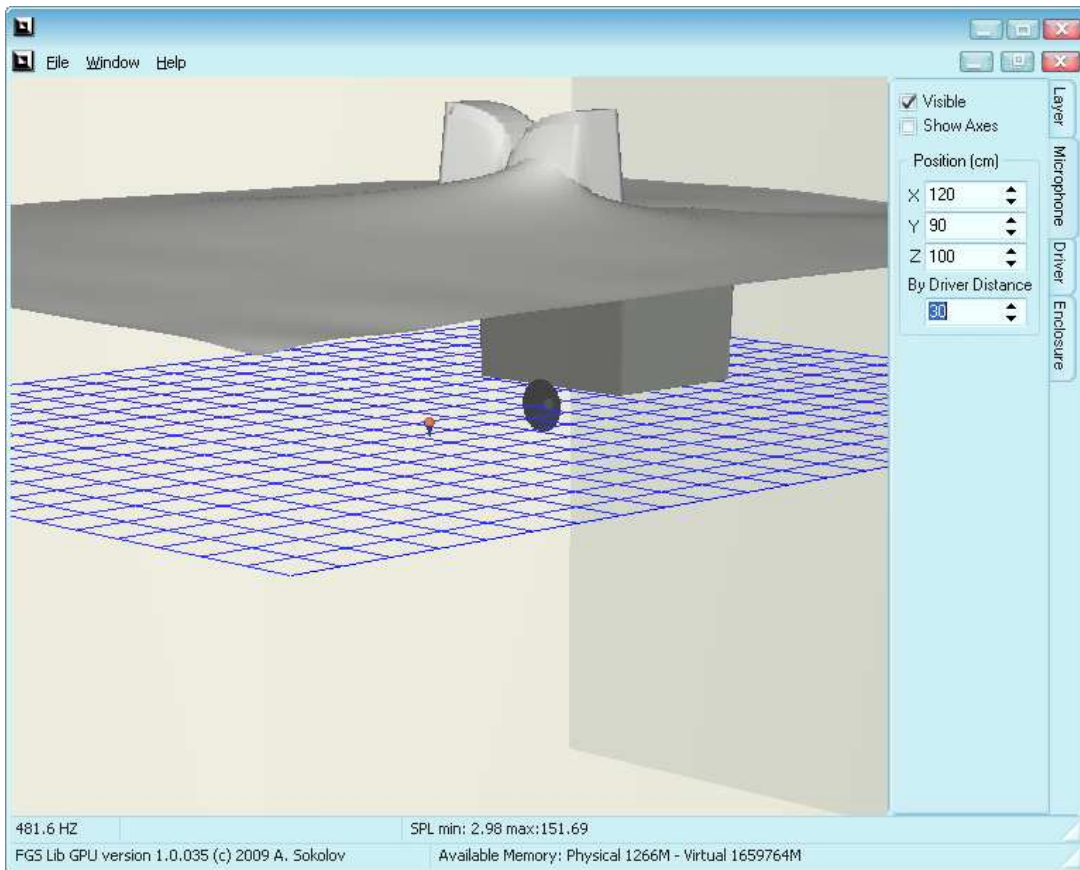 File Window Help
Visible
Show Axes
Position (cm)
X 120
Y 90
Z 100
By Driver Distance
30
Layer
Microphone
Driver
Enclosure
481.6 HZ
SPL min: 2.98 max:151.69
FGS Lib GPU version 1.0.035 (c) 2009 A. Sokolov
Available Memory: Physical 1266M - Virtual 1659764M